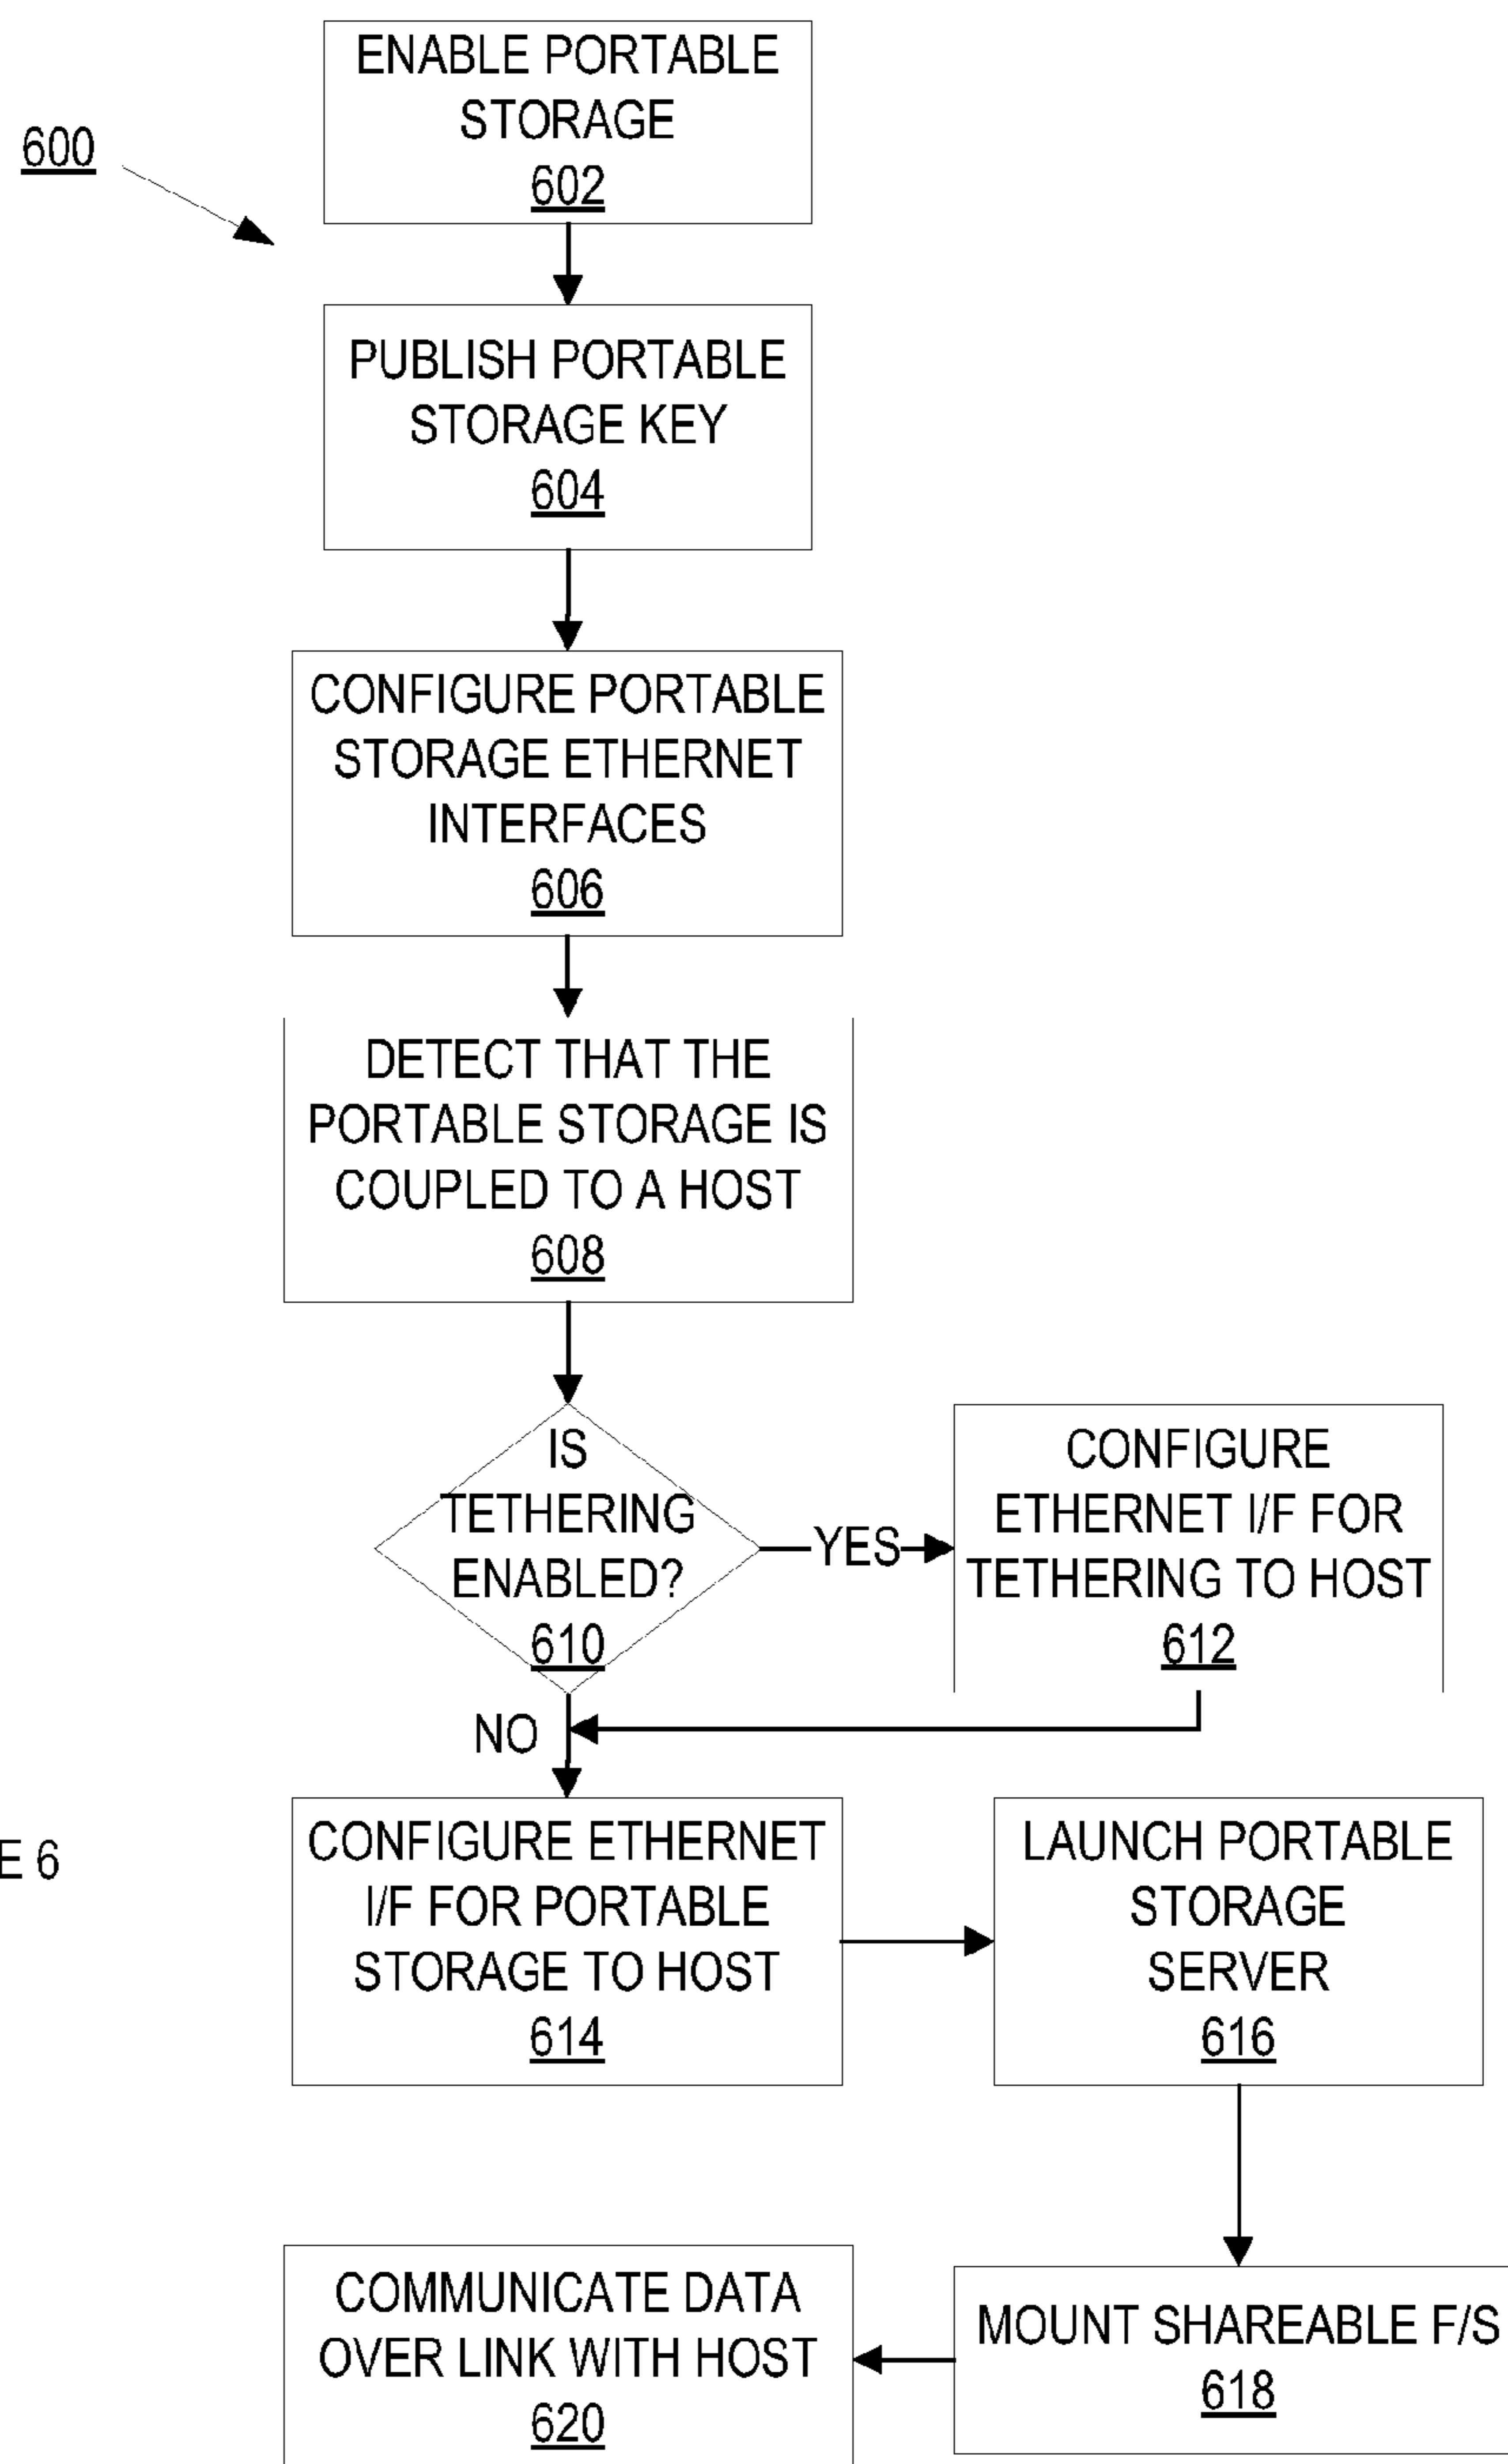 ENABLE PORTABLE
STORAGE
602
600
PUBLISH PORTABLE
STORAGE KEY
604
CONFIGURE PORTABLE
STORAGE ETHERNET
INTERFACES
606
DETECT THAT THE
PORTABLE STORAGE IS
COUPLED TO A HOST
608
IS
TETHERING
ENABLED?
610
YES
CONFIGURE
ETHERNET I/F FOR
TETHERING TO HOST
612
NO
CONFIGURE ETHERNET
I/F FOR PORTABLE
STORAGE TO HOST
614
E 6
LAUNCH PORTABLE
STORAGE
SERVER
616
MOUNT SHAREABLE F/S
618
COMMUNICATE DATA
OVER LINK WITH HOST
620